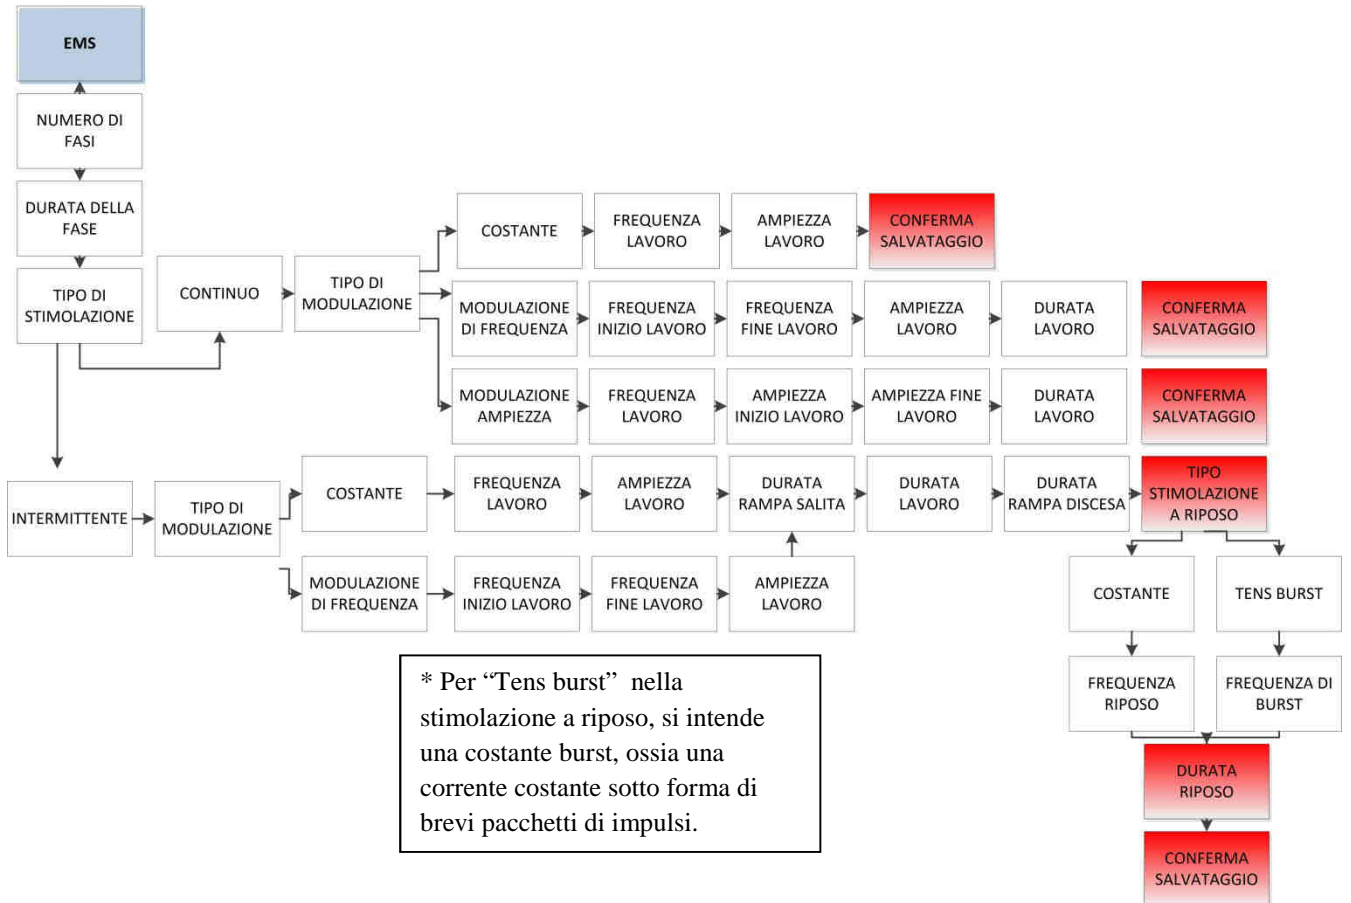 EMS
NUMERO DI
FASI
DURATA DELLA
FASE
TIPO DI
STIMOLAZIONE
CONTINUO
TIPO DI
MODULAZIONE
COSTANTE
FREQUENZA
LAVORO
AMPIEZZA
LAVORO
CONFERMA
SALVATAGGIO
MODULAZIONE
DI FREQUENZA
FREQUENZA
INIZIO LAVORO
FREQUENZA
FINE LAVORO
AMPIEZZA
LAVORO
DURATA
LAVORO
CONFERMA
SALVATAGGIO
MODULAZIONE
AMPIEZZA
FREQUENZA
LAVORO
AMPIEZZA
INIZIO LAVORO
AMPIEZZA FINE
LAVORO
DURATA
LAVORO
CONFERMA
SALVATAGGIO
INTERMITTENTE
TIPO DI
MODULAZIONE
COSTANTE
FREQUENZA
LAVORO
AMPIEZZA
LAVORO
DURATA
RAMPA SALITA
DURATA
LAVORO
DURATA
RAMPA DISCESA
TIPO
STIMOLAZIONE
A RIPOSO
MODULAZIONE
DI FREQUENZA
FREQUENZA
INIZIO LAVORO
FREQUENZA
FINE LAVORO
AMPIEZZA
LAVORO
COSTANTE
TENS BURST
FREQUENZA
RIPOSO
FREQUENZA DI
BURST
DURATA
RIPOSO
CONFERMA
SALVATAGGIO
* Per “Tens burst” nella
stimolazione a riposo, si intende
una costante burst, ossia una
corrente costante sotto forma di
brevi pacchetti di impulsi.